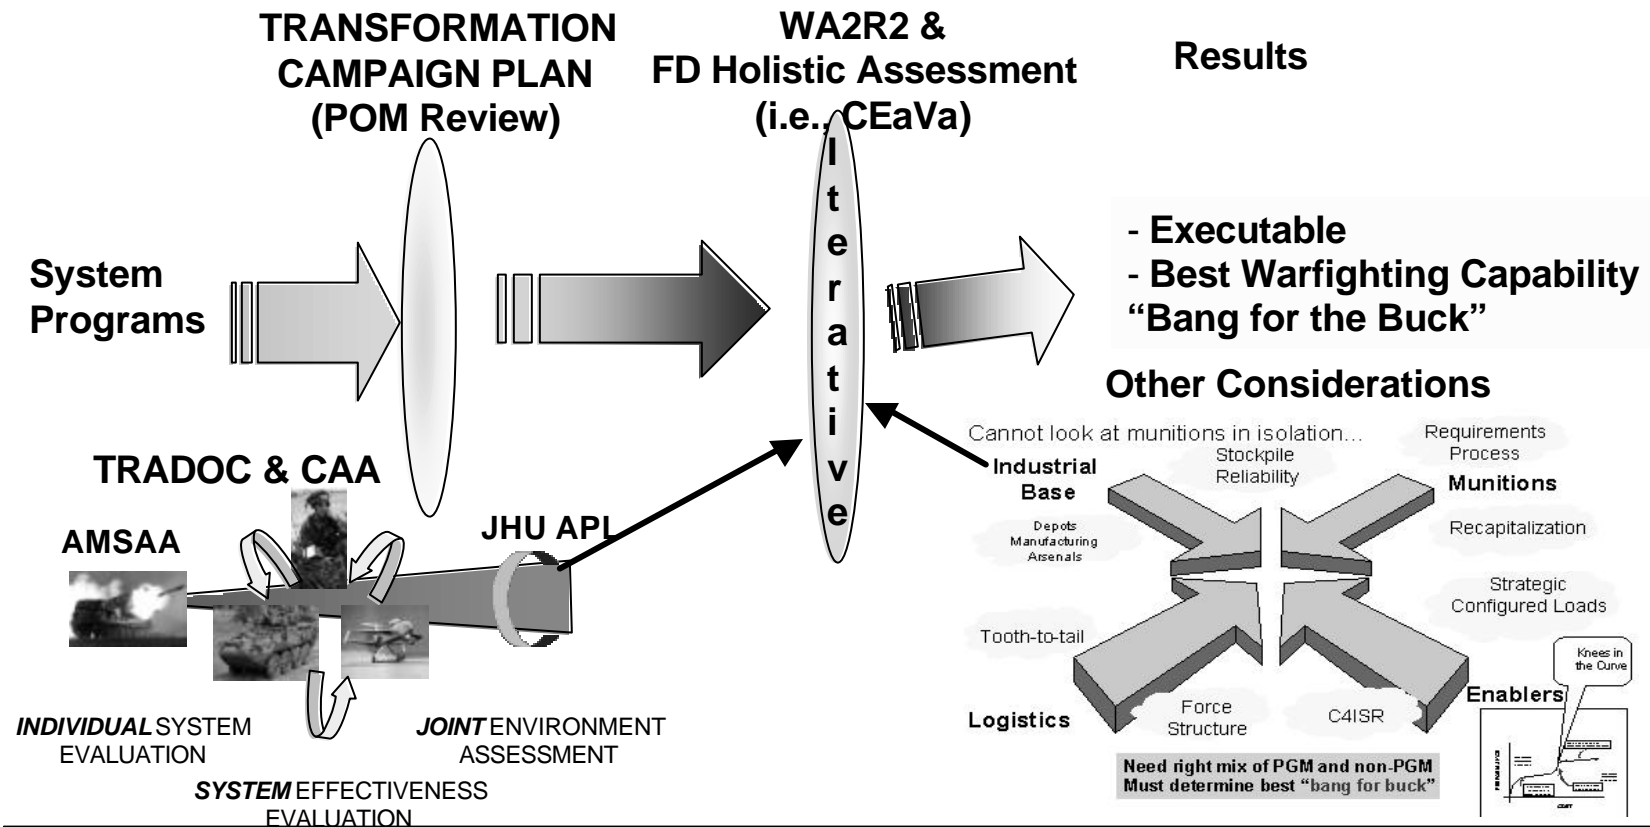 TRANSFORMATION
CAMPAIGN PLAN
(POM Review)
WA2R2 &
FD Holistic Assessment
(i.e., CEaVa)
Results
Iterative
System
Programs
- Executable
- Best Warfighting Capability
“Bang for the Buck”
Other Considerations
TRADOC & CAA
AMSAA
JHU APL
INDIVIDUAL SYSTEM
EVALUATION
JOINT ENVIRONMENT
ASSESSMENT
SYSTEM EFFECTIVENESS
EVALUATION
Cannot look at munitions in isolation...
Industrial
Base
Stockpile
Reliability
Requirements
Process
Munitions
Depots
Manufacturing
Arsenals
Recapitalization
Strategic
Configured Loads
Tooth-to-tail
Knees in
the Curve
Enablers
Logistics
Force
Structure
C4ISR
Need right mix of PGM and non-PGM
Must determine best “bang for buck”
COST